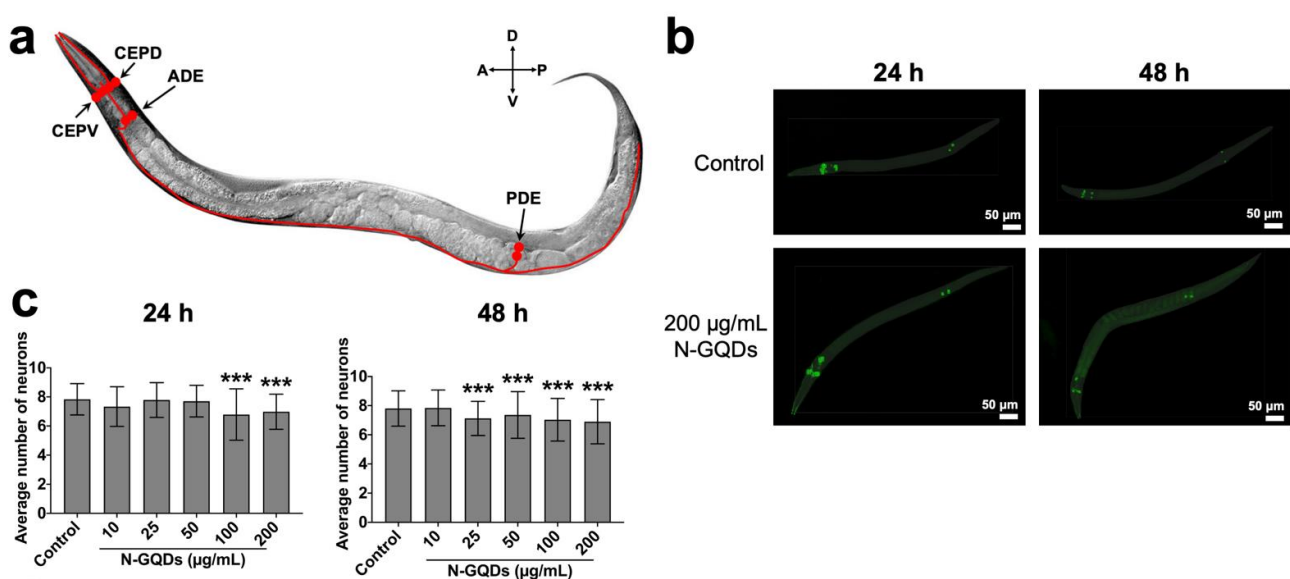 a
CEPD
ADE
CEPV
D
A
P
V
PDE
b
24 h
48 h
Control
50 µm
50 µm
200 µg/mL
N-GQDs
50 µm
50 µm
c
24 h
Average number of neurons
10
8
6
4
2
0
***
***
Control
10
25
50
100
200
N-GQDs (µg/mL)
48 h
Average number of neurons
10
8
6
4
2
0
***
***
***
***
Control
10
25
50
100
200
N-GQDs (µg/mL)